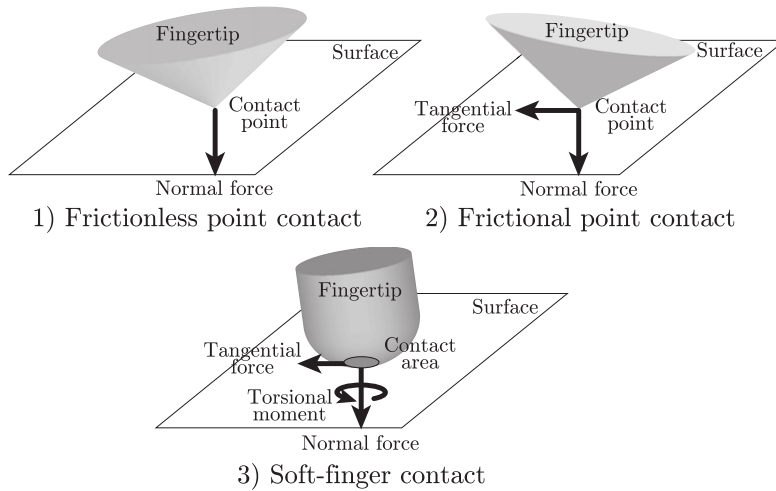 Fingertip
Surface
Contact
point
Normal force
1) Frictionless point contact
Fingertip
Surface
Tangential
force
Contact
point
Normal force
2) Frictional point contact
Fingertip
Surface
Tangential
force
Contact
area
Torsional
moment
Normal force
3) Soft-finger contact